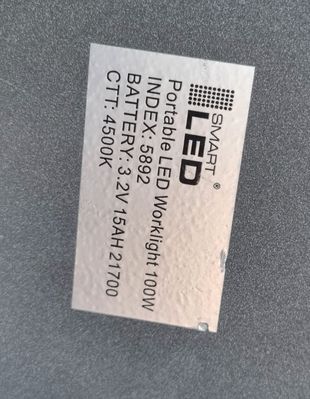 SMART
LED®
Portable LED Worklight 100W
INDEX: 5892
BATTERY: 3.2V 15AH 21700
CTT: 4500K